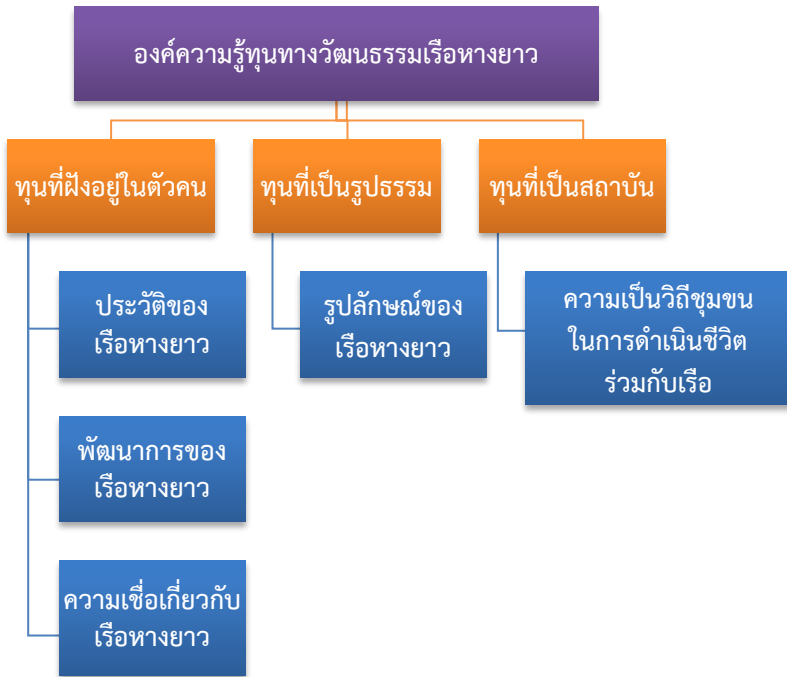 องค์ความรู้ทุนทางวัฒนธรรมเรือหางยาว
ทุนที่ฝังอยู่ในตัวคน
ทุนที่เป็นรูปธรรม
ทุนที่เป็นสถาบัน
ประวัติของ
เรือหางยาว
รูปลักษณ์ของ
เรือหางยาว
ความเป็นวิถีชุมขน
ในการดำเนินชีวิต
ร่วมกับเรือ
พัฒนาการของ
เรือหางยาว
ความเชื่อเกี่ยวกับ
เรือหางยาว